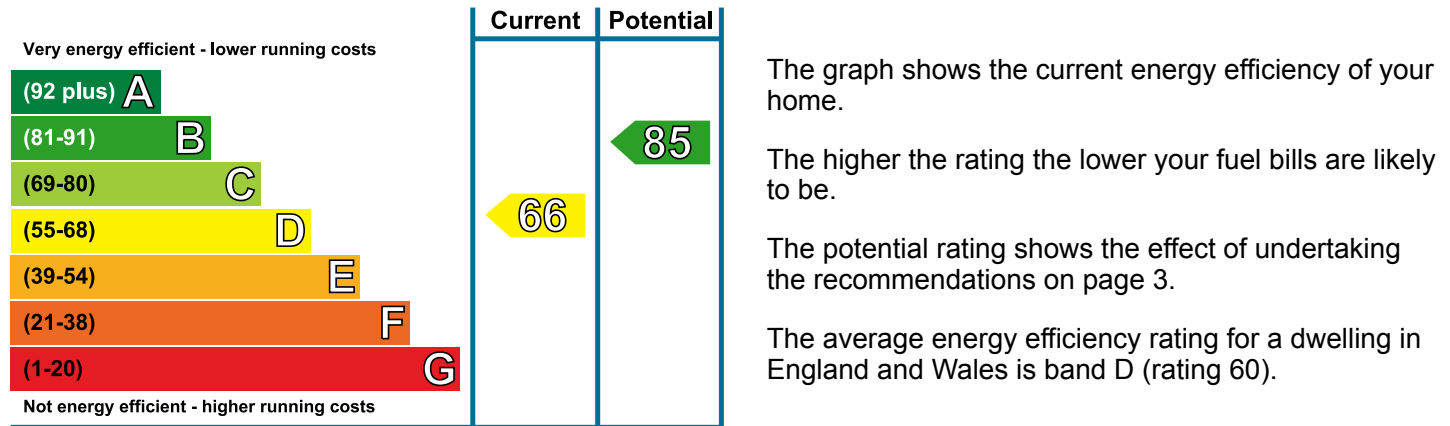 Current Potential
Very energy efficient - lower running costs
(92 plus) A
(81-91) B
85
(69-80) C
(55-68) D
66
(39-54) E
(21-38) F
(1-20) G
Not energy efficient - higher running costs
The graph shows the current energy efficiency of your
home.
The higher the rating the lower your fuel bills are likely
to be.
The potential rating shows the effect of undertaking
the recommendations on page 3.
The average energy efficiency rating for a dwelling in
England and Wales is band D (rating 60).